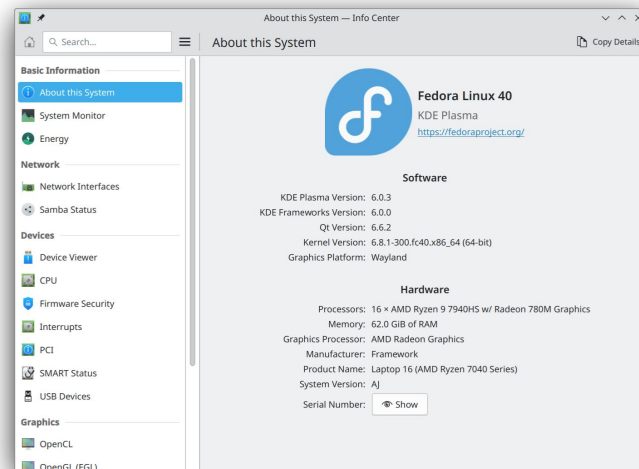 About this System — Info Center
Search...
About this System
Copy Details
Basic Information
About this System
System Monitor
Energy
Network
Network Interfaces
Samba Status
Devices
Device Viewer
CPU
Firmware Security
Interrupts
PCI
SMART Status
USB Devices
Graphics
OpenCL
OpenGL (EGL)
Fedora Linux 40
KDE Plasma
https://fedoraproject.org/
Software
KDE Plasma Version: 6.0.3
KDE Frameworks Version: 6.0.0
Qt Version: 6.6.2
Kernel Version: 6.8.1-300.fc40.x86_64 (64-bit)
Graphics Platform: Wayland
Hardware
Processors: 16 × AMD Ryzen 9 7940HS w/ Radeon 780M Graphics
Memory: 62.0 GiB of RAM
Graphics Processor: AMD Radeon Graphics
Manufacturer: Framework
Product Name: Laptop 16 (AMD Ryzen 7040 Series)
System Version: AJ
Serial Number: Show